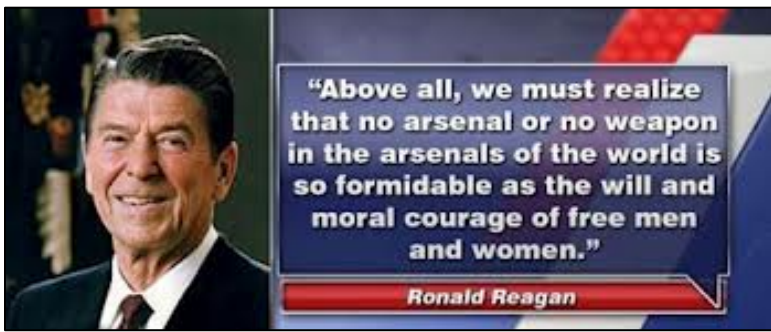 “Above all, we must realize
that no arsenal or no weapon
in the arsenals of the world is
so formidable as the will and
moral courage of free men
and women.”
Ronald Reagan